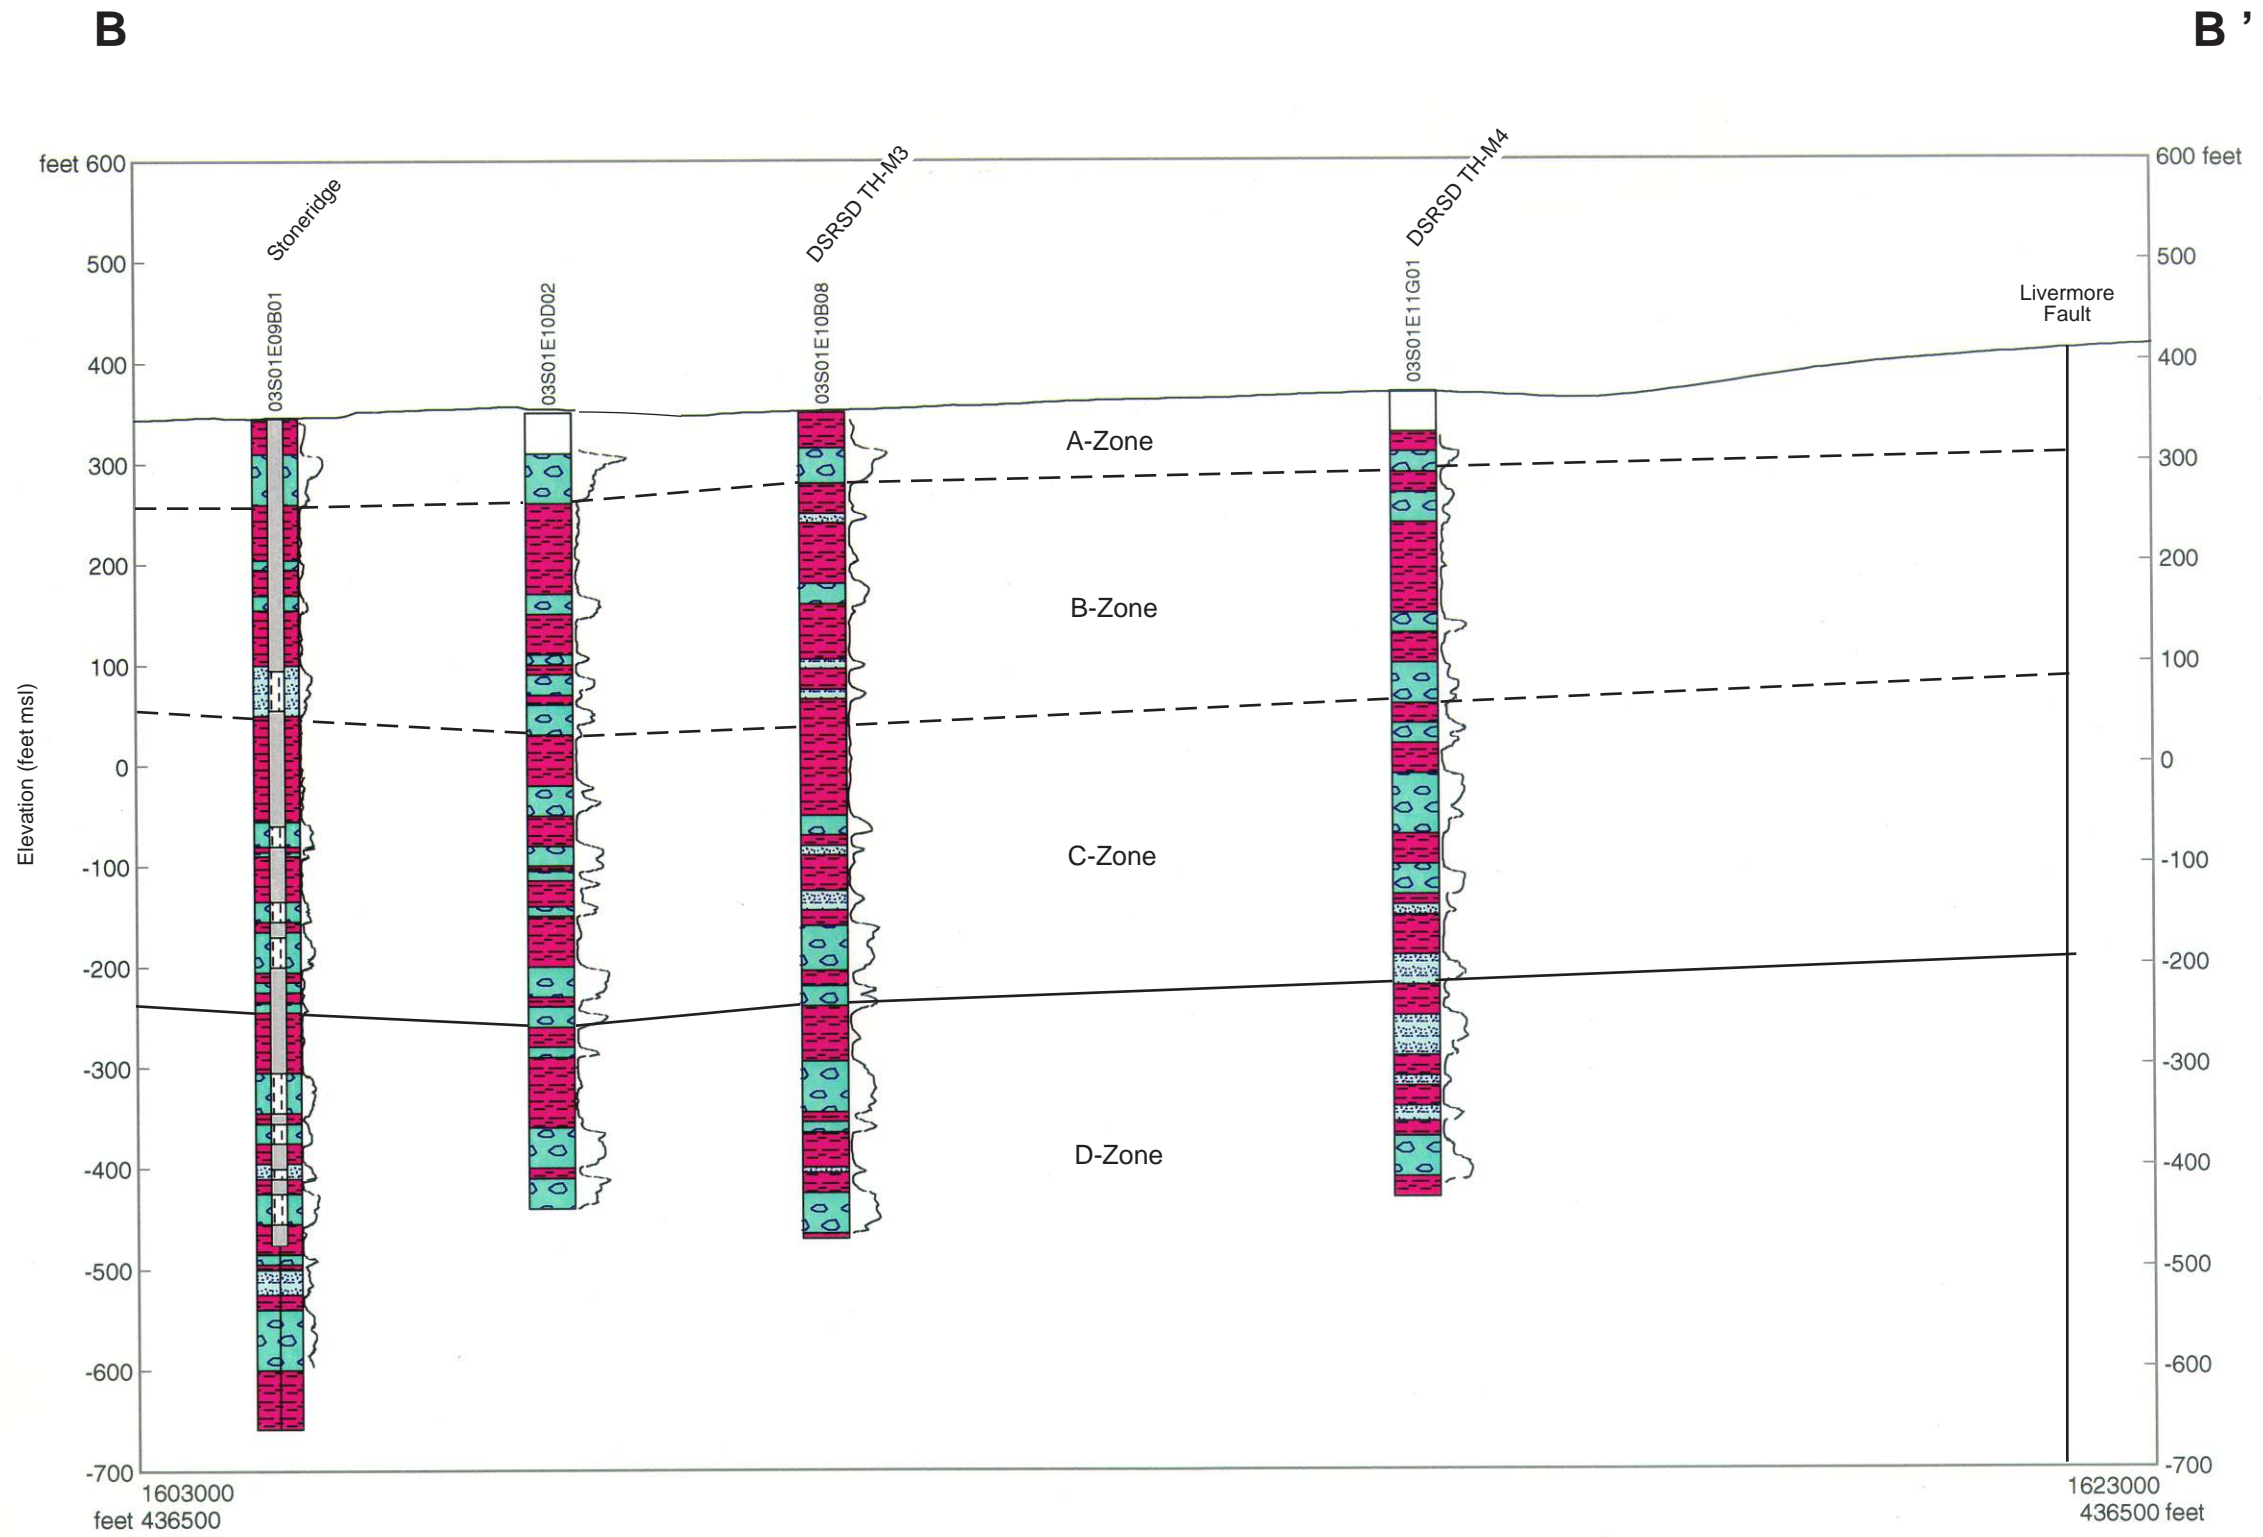 B
B ’
feet 600
600 feet
Stoneridge
DSRSD TH-M3
DSRSD TH-M4
03S01E09B01
03S01E10D02
03S01E10B08
03S01E11G01
Livermore
Fault
500
500
400
400
A-Zone
300
300
200
200
B-Zone
100
100
Elevation (feet msl)
0
0
C-Zone
-100
-100
-200
-200
-300
-300
D-Zone
-400
-400
-500
-500
-600
-600
-700
-700
1603000
feet 436500
1623000
436500 feet